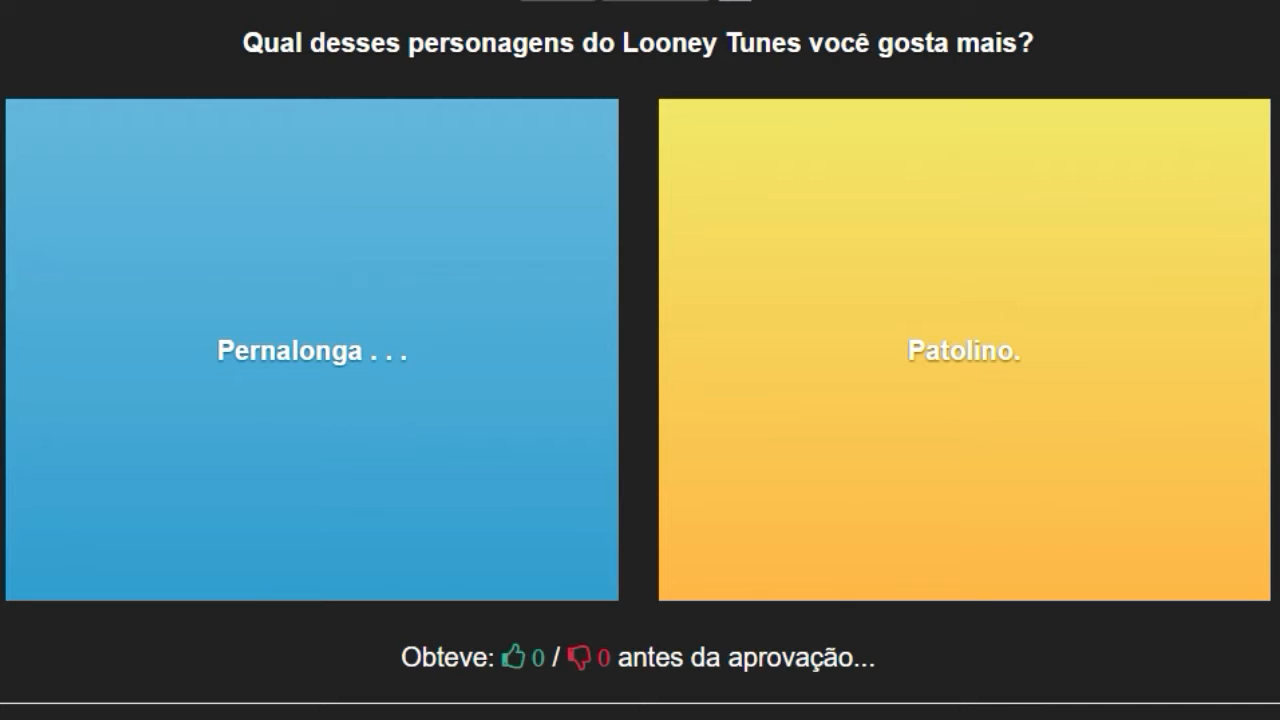 Qual desses personagens do Looney Tunes você gosta mais?
Pernalonga . . .
Patolino.
Obteve: 0 / 0 antes da aprovação...